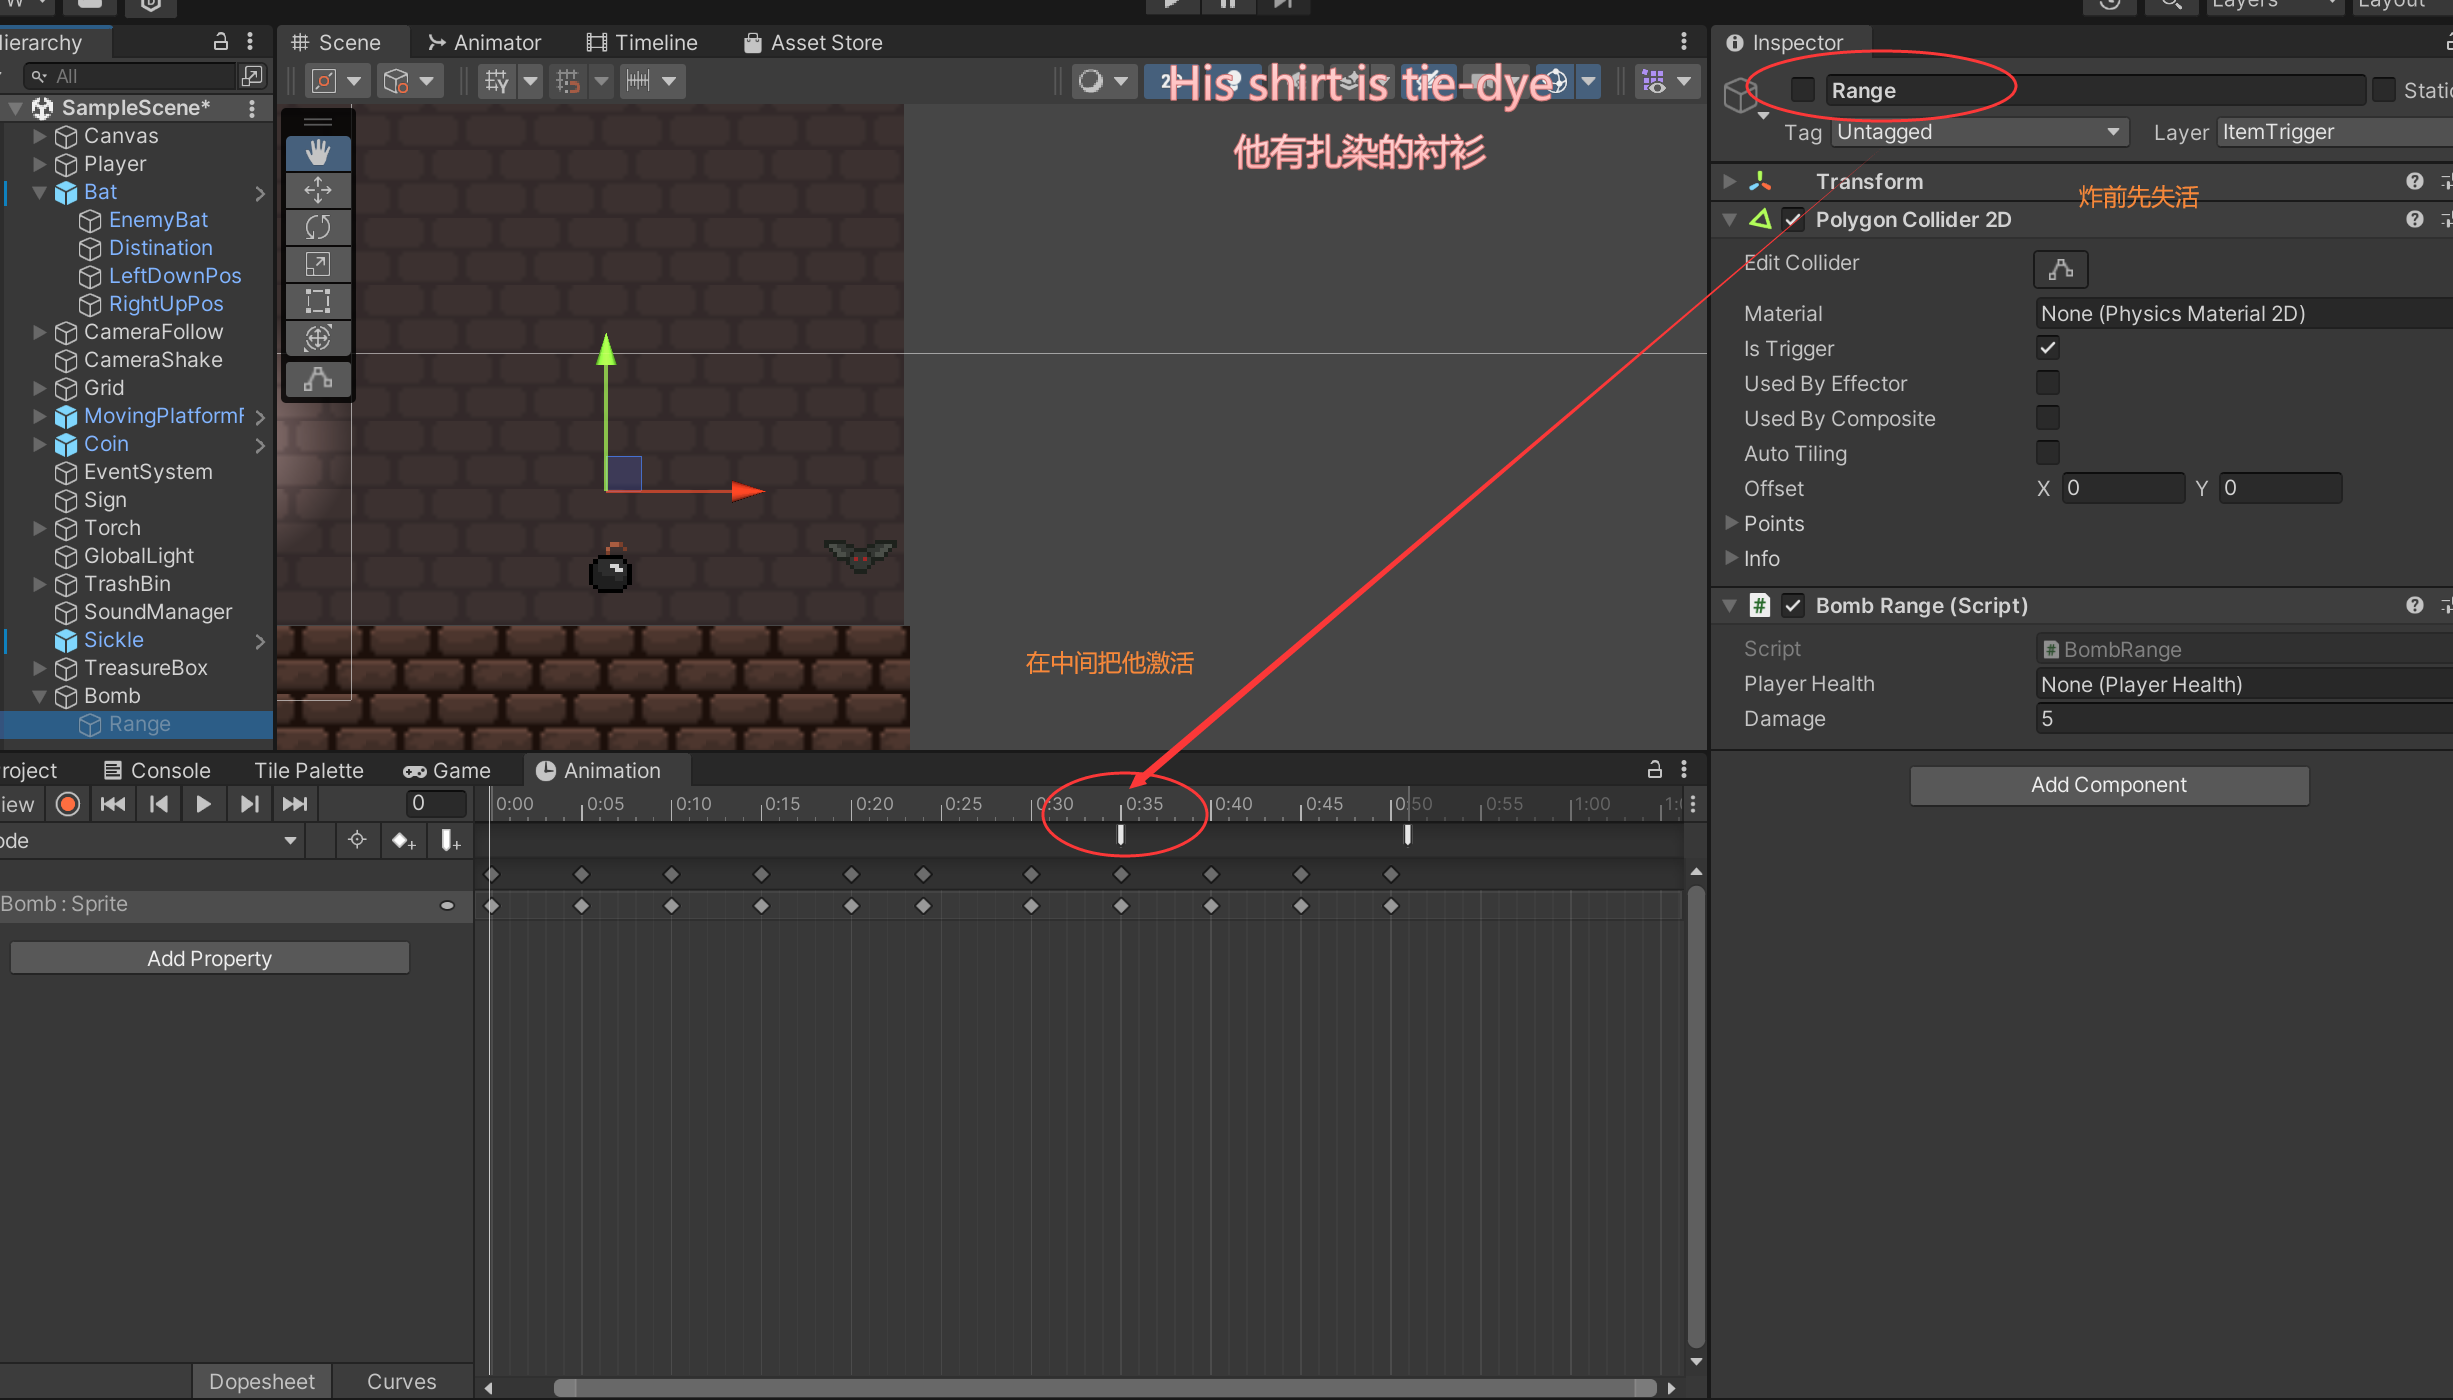 Layers
Layout
Hierarchy
Scene
Animator
Timeline
Asset Store
Inspector
All
2D
His shirt is tie-dye
他有扎染的衬衫
Range
Static
Tag
Untagged
Layer
ItemTrigger
SampleScene*
Canvas
Player
Bat
EnemyBat
Distination
LeftDownPos
RightUpPos
CameraFollow
CameraShake
Grid
MovingPlatformF
Coin
EventSystem
Sign
Torch
GlobalLight
TrashBin
SoundManager
Sickle
TreasureBox
Bomb
Range
在中间把他激活
Transform
炸前先失活
Polygon Collider 2D
Edit Collider
Material
None (Physics Material 2D)
Is Trigger
Used By Effector
Used By Composite
Auto Tiling
Offset
X
0
Y
0
Points
Info
Bomb Range (Script)
Script
BombRange
Player Health
None (Player Health)
Damage
5
Add Component
roject
Console
Tile Palette
Game
Animation
iew
0
0:00
0:05
0:10
0:15
0:20
0:25
0:30
0:35
0:40
0:45
0:50
0:55
1:00
ode
Bomb : Sprite
Add Property
Dopesheet
Curves